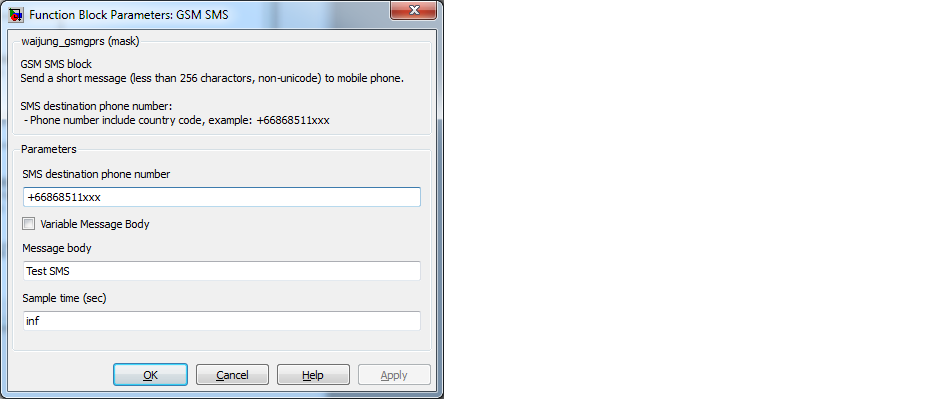 Function Block Parameters: GSM SMS
waijung_gsmgprs (mask)
GSM SMS block
Send a short message (less than 256 charactors, non-unicode) to mobile phone.
SMS destination phone number:
- Phone number include country code, example: +66868511xxx
Parameters
SMS destination phone number
+66868511xxx
Variable Message Body
Message body
Test SMS
Sample time (sec)
inf
OK Cancel Help Apply